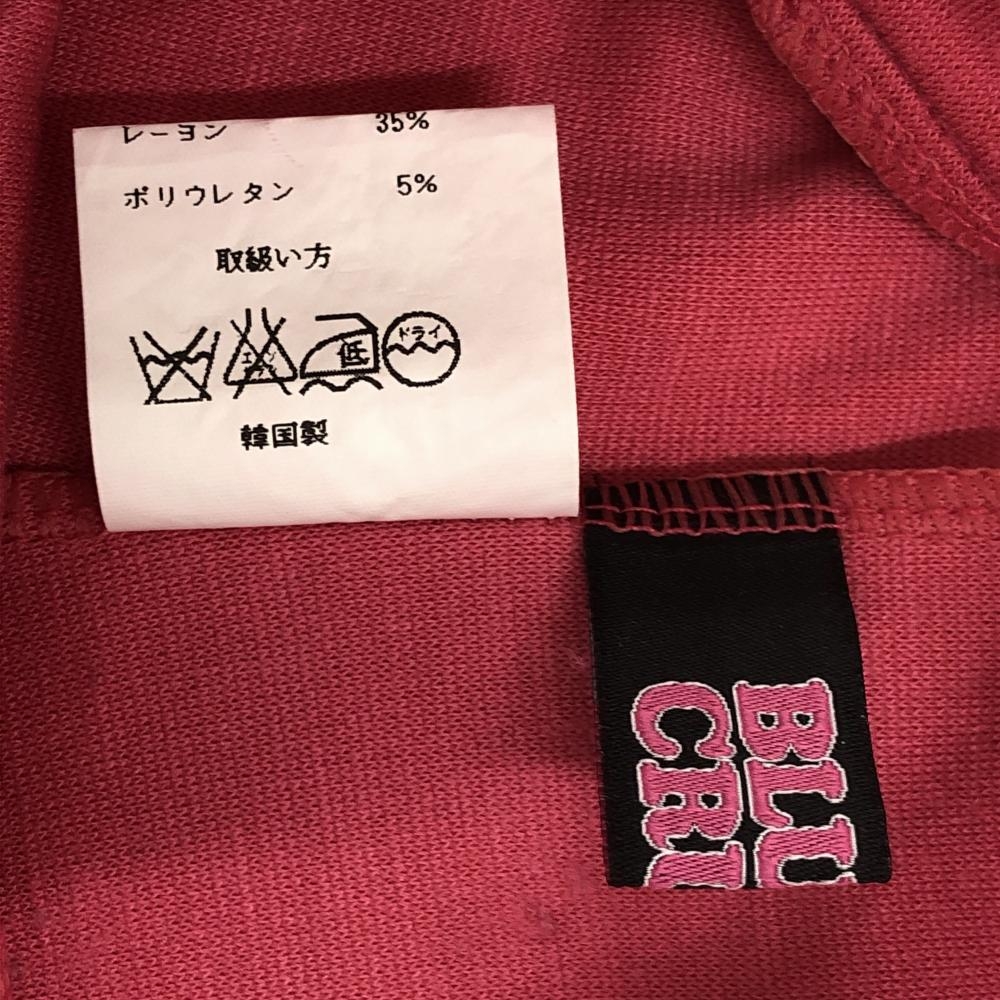 レーヨン 35%
ポリウレタン 5%
取級い方
エンソ
低
ドライ
韓国製
BLU
CRU